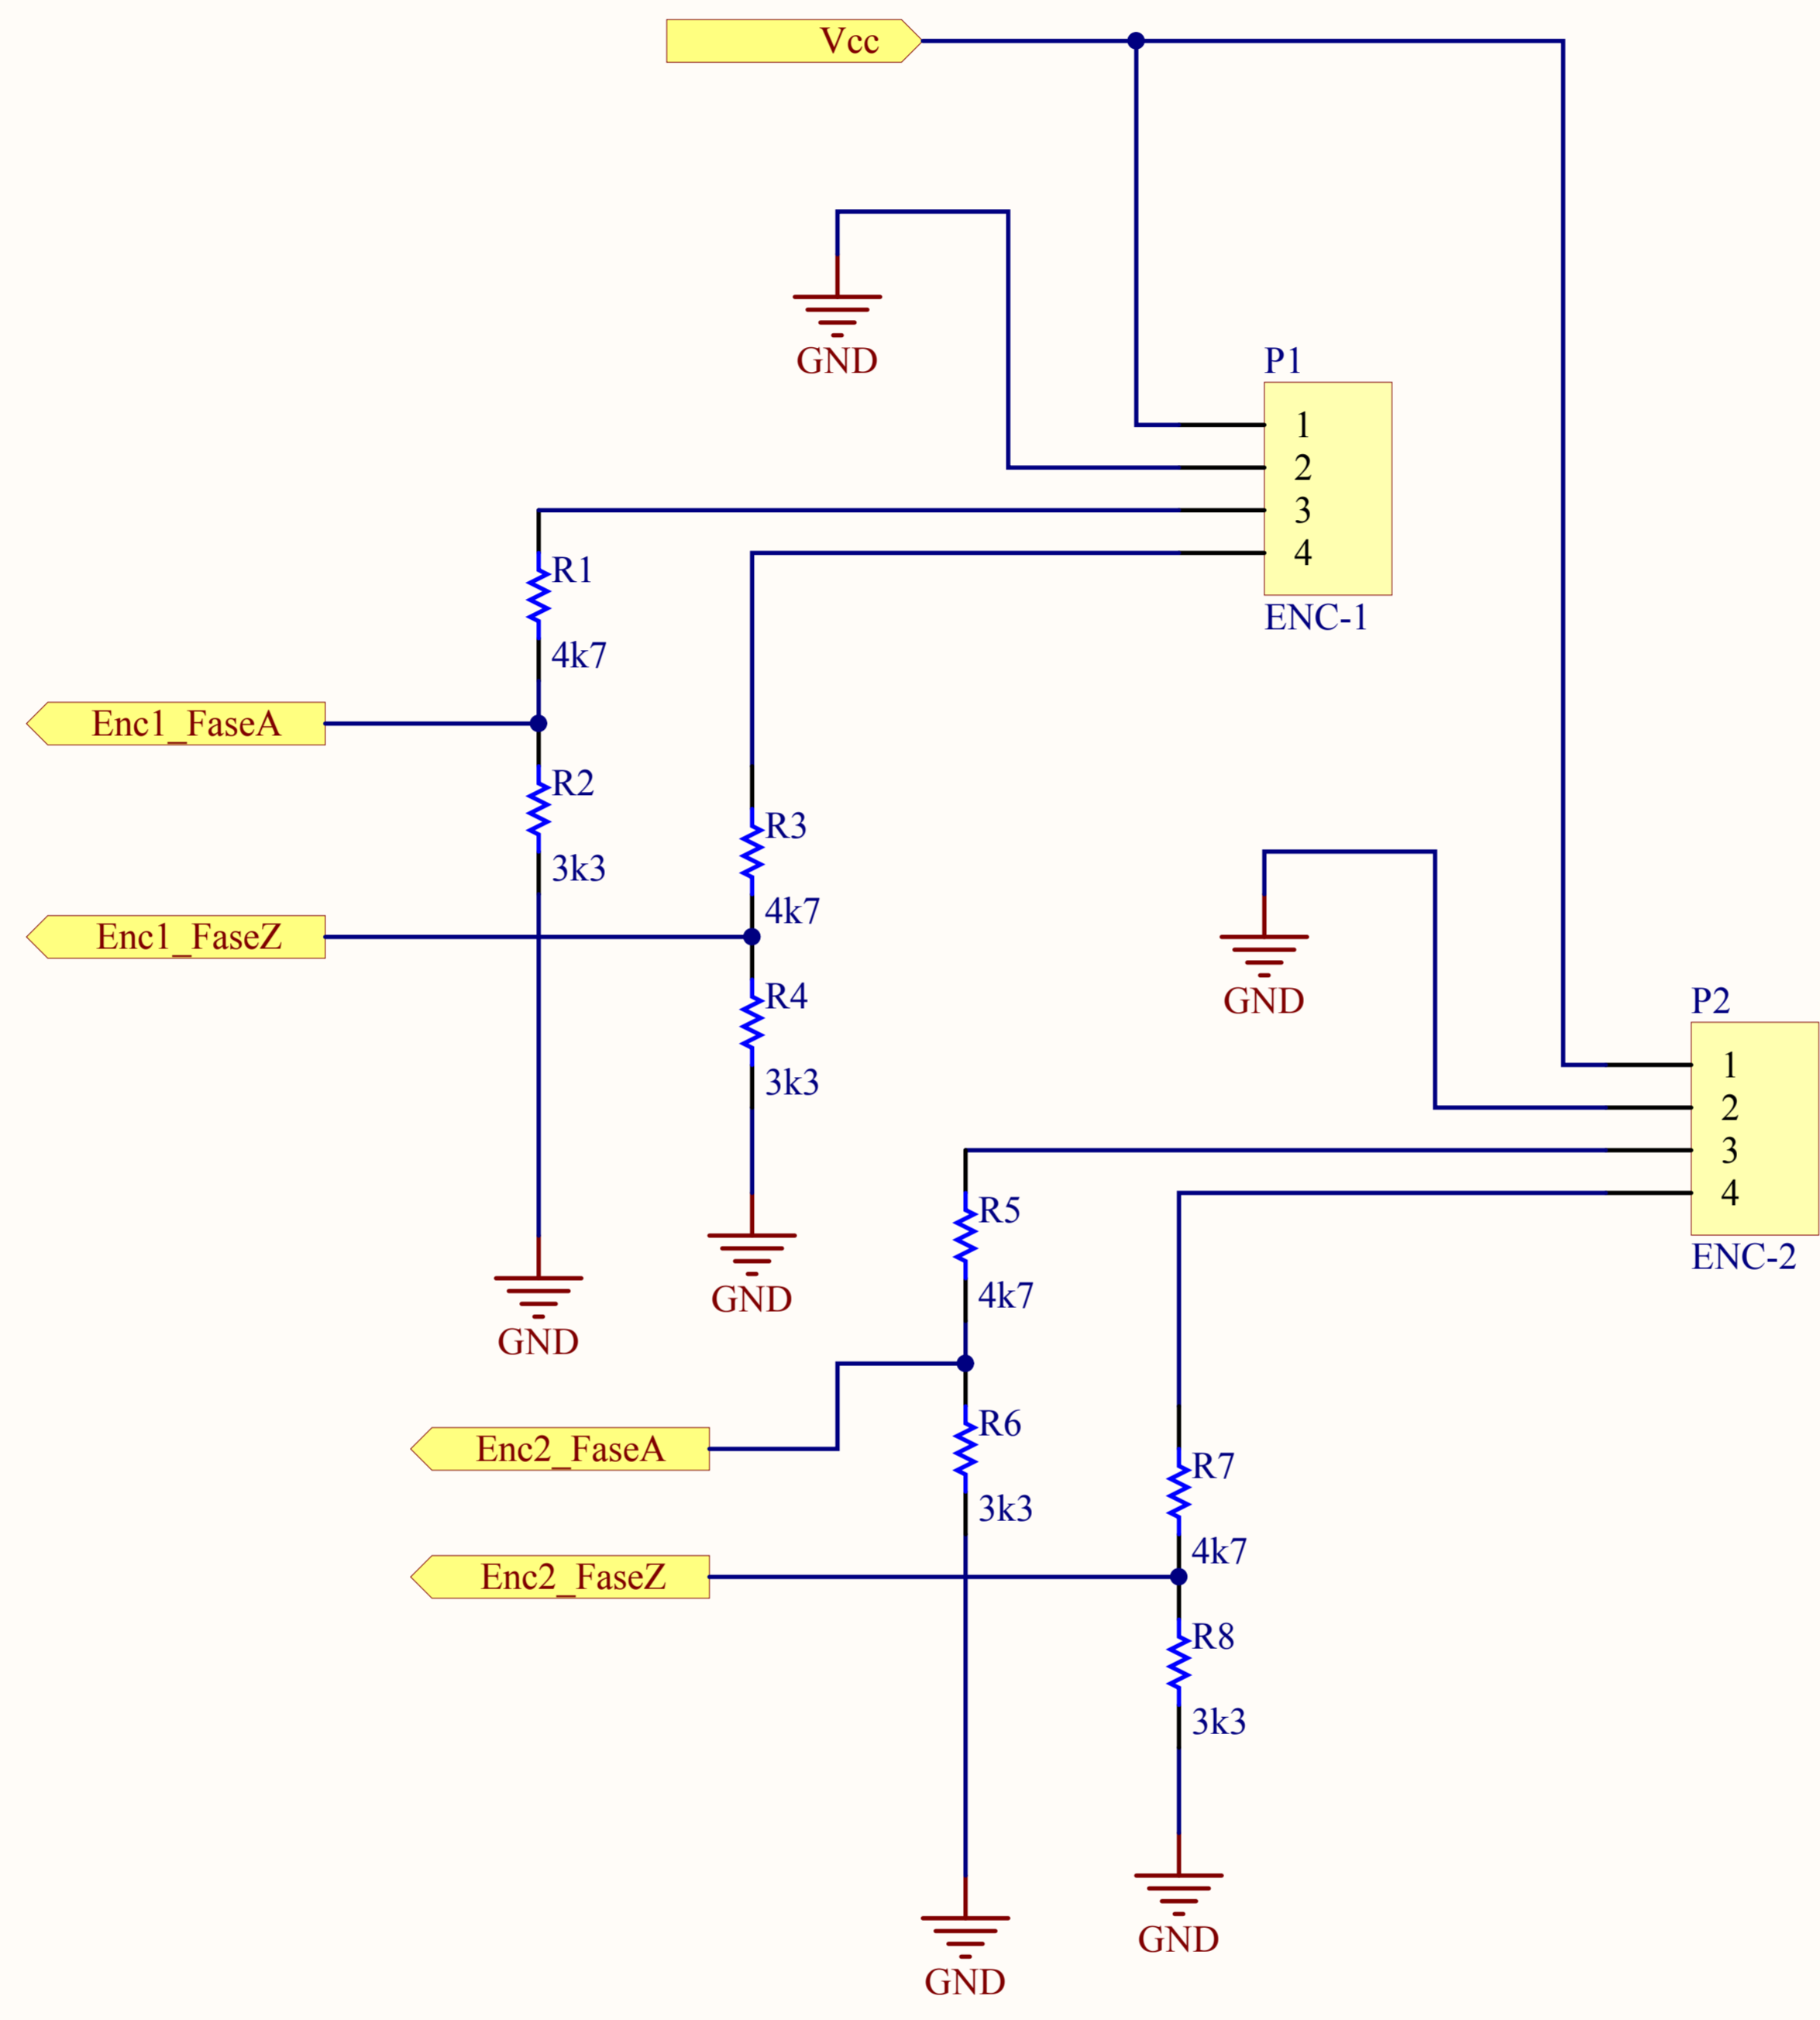 Vcc
GND
P1
1
2
3
4
ENC-1
R1
4k7
Enc1_FaseA
R2
3k3
R3
4k7
Enc1_FaseZ
R4
3k3
GND
GND
GND
P2
1
2
3
4
ENC-2
R5
4k7
Enc2_FaseA
R6
3k3
R7
4k7
Enc2_FaseZ
R8
3k3
GND
GND